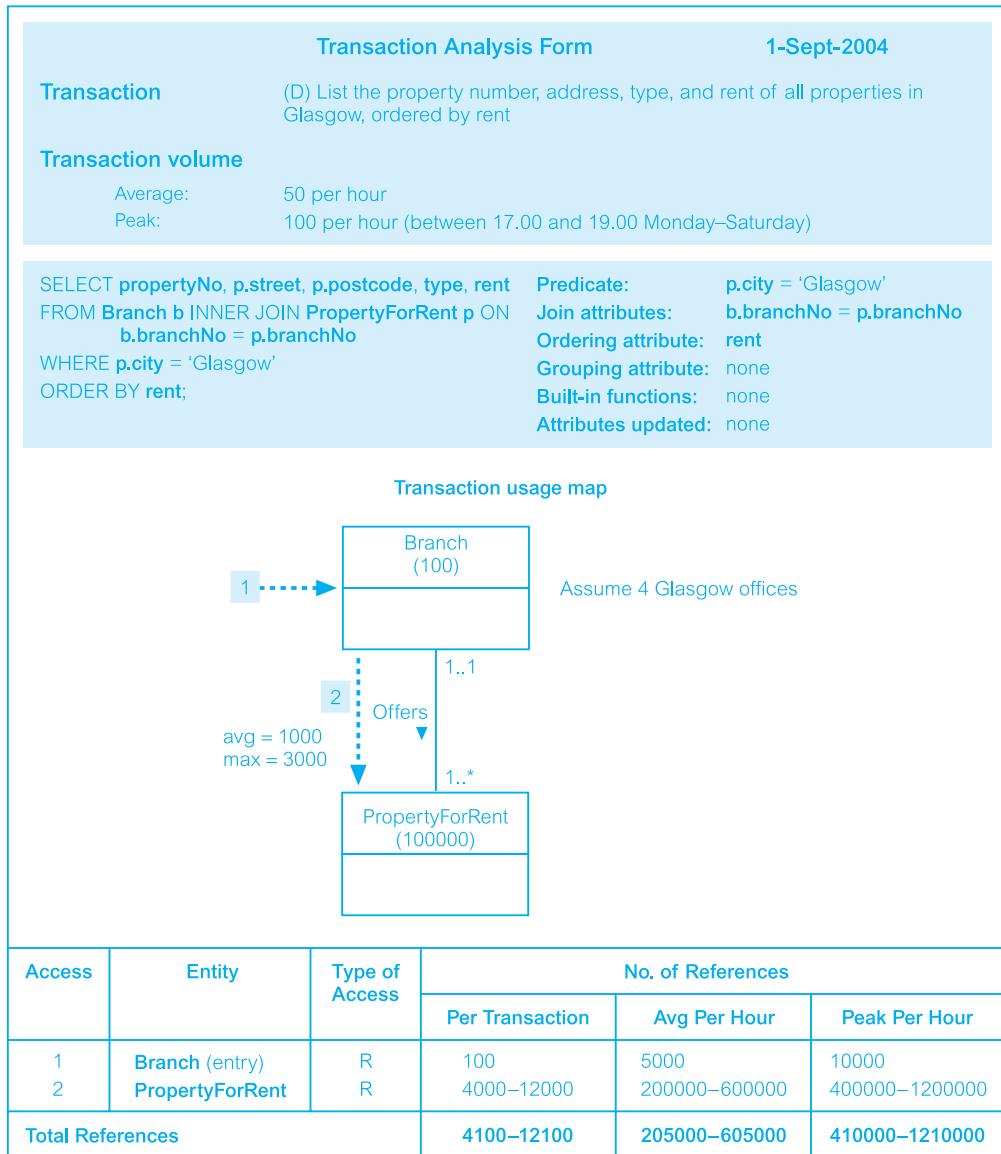 Transaction Analysis Form 1-Sept-2004
Transaction (D) List the property number, address, type, and rent of all properties in
Glasgow, ordered by rent
Transaction volume
Average: 50 per hour
Peak: 100 per hour (between 17.00 and 19.00 Monday–Saturday)
SELECT propertyNo, p.street, p.postcode, type, rent
FROM Branch b INNER JOIN PropertyForRent p ON
b.branchNo = p.branchNo
WHERE p.city = ‘Glasgow’
ORDER BY rent;
Predicate: p.city = ‘Glasgow’
Join attributes: b.branchNo = p.branchNo
Ordering attribute: rent
Grouping attribute: none
Built-in functions: none
Attributes updated: none
Transaction usage map
Branch
(100)
1
Assume 4 Glasgow offices
1..1
2
Offers
avg = 1000
max = 3000
1..*
PropertyForRent
(100000)
Access Entity Type of Access No. of References
Per Transaction Avg Per Hour Peak Per Hour
1 Branch (entry) R 100 5000 10000
2 PropertyForRent R 4000–12000 200000–600000 400000–1200000
Total References 4100–12100 205000–605000 410000–1210000